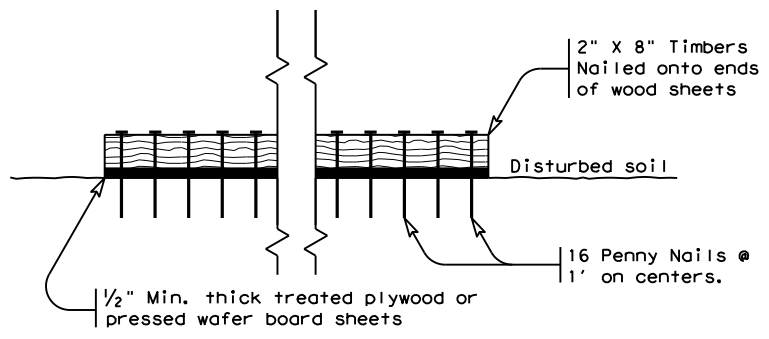 2" X 8" Timbers
Nailed onto ends
of wood sheets
Disturbed soil
16 Penny Nails @
1' on centers.
½" Min. thick treated plywood or
pressed wafer board sheets